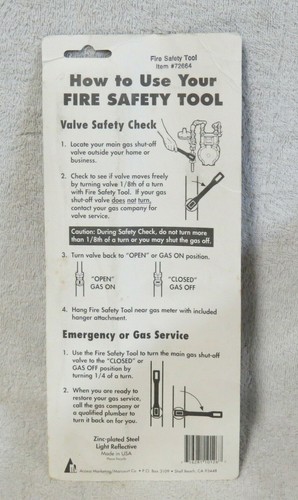 Fire Safety Tool
Item #72664
How to Use Your
FIRE SAFETY TOOL
Valve Safety Check
1. Locate your main gas shut-off
valve outside your home or
business.
2. Check to see if valve moves freely
by turning valve 1/8th of a turn
with Fire Safety Tool. If your gas
shut-off valve does not turn,
contact your gas company for
valve service.
Caution: During Safety Check, do not turn more
than 1/8th of a turn or you may shut the gas off.
3. Turn valve back to "OPEN" or GAS ON position.
"OPEN"
GAS ON
"CLOSED"
GAS OFF
4. Hang Fire Safety Tool near gas meter with included
hanger attachment.
Emergency or Gas Service
1. Use the Fire Safety Tool to turn the main gas shut-off
valve to the "CLOSED" or
GAS OFF position by
turning 1/4 of a turn.
2. When you are ready to
restore your gas service,
call the gas company or
a qualified plumber to
turn it back on for you.
Zinc-plated Steel
Light Reflective
Made in USA